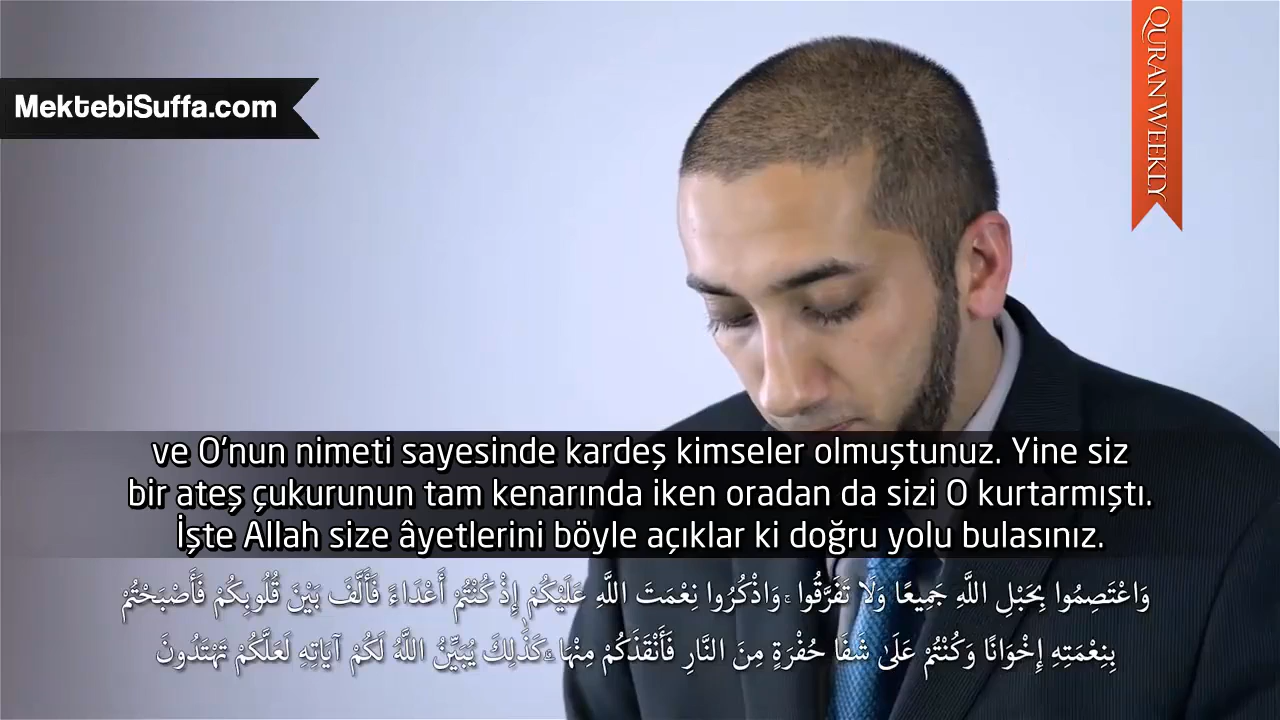 MektebiSuffa.com
QURAN WEEKLY
ve O'nun nimeti sayesinde kardeş kimseler olmuştunuz. Yine siz
bir ateş çukurunun tam kenarında iken oradan da sizi O kurtarmıştı.
İşte Allah size âyetlerini böyle açıklar ki doğru yolu bulasınız.
وَاعْتَصِمُوا بِحَبْلِ اللَّهِ جَمِيعًا وَلَا تَفَرَّقُوا ۚ وَاذْكُرُوا نِعْمَتَ اللَّهِ عَلَيْكُمْ إِذْ كُنْتُمْ أَعْدَاءً فَأَلَّفَ بَيْنَ قُلُوبِكُمْ فَأَصْبَحْتُمْ
بِنِعْمَتِهِ إِخْوَانًا وَكُنْتُمْ عَلَىٰ شَفَا حُفْرَةٍ مِنَ النَّارِ فَأَنْقَذَكُمْ مِنْهَا ۗ كَذَٰلِكَ يُبَيِّنُ اللَّهُ لَكُمْ آيَاتِهِ لَعَلَّكُمْ تَهْتَدُونَ